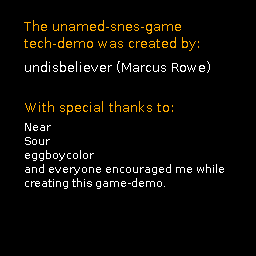 The unamed-snes-game
tech-demo was created by:
undisbeliever (Marcus Rowe)
With special thanks to:
Near
Sour
eggboycolor
and everyone encouraged me while
creating this game-demo.